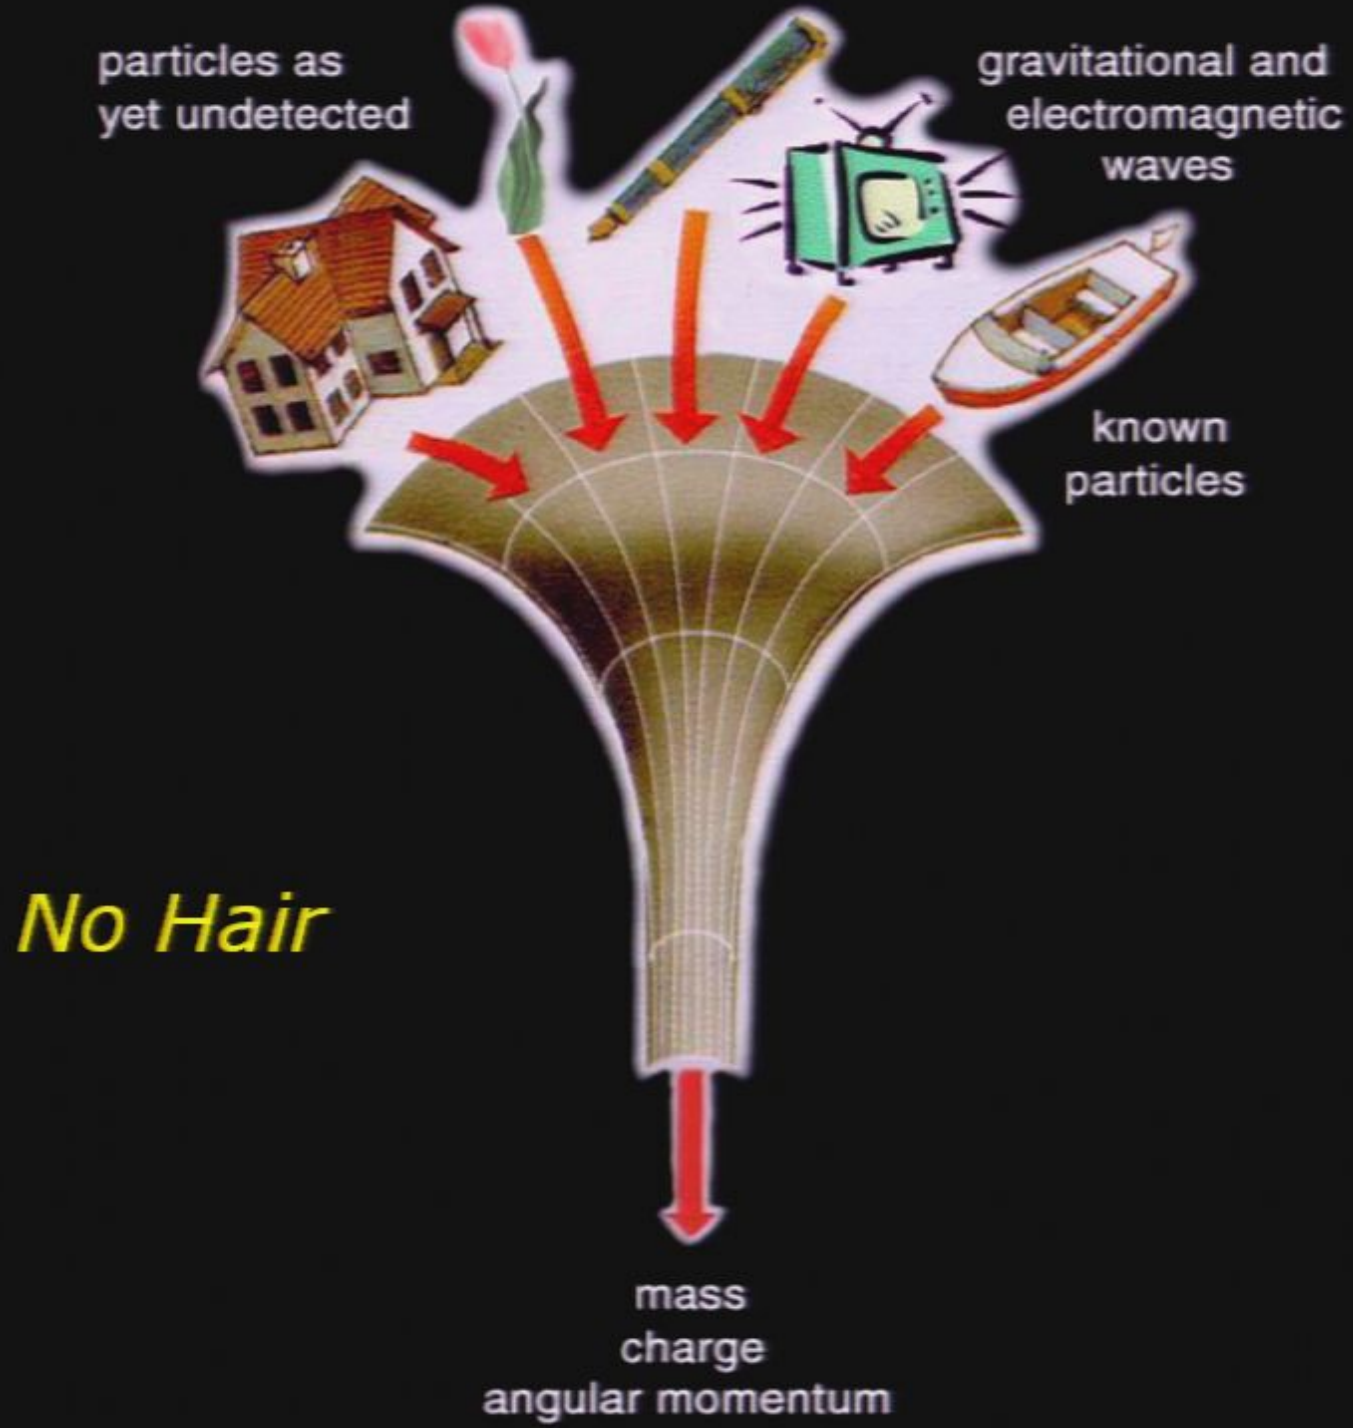 particles as
yet undetected
gravitational and
electromagnetic
waves
known
particles
No Hair
mass
charge
angular momentum